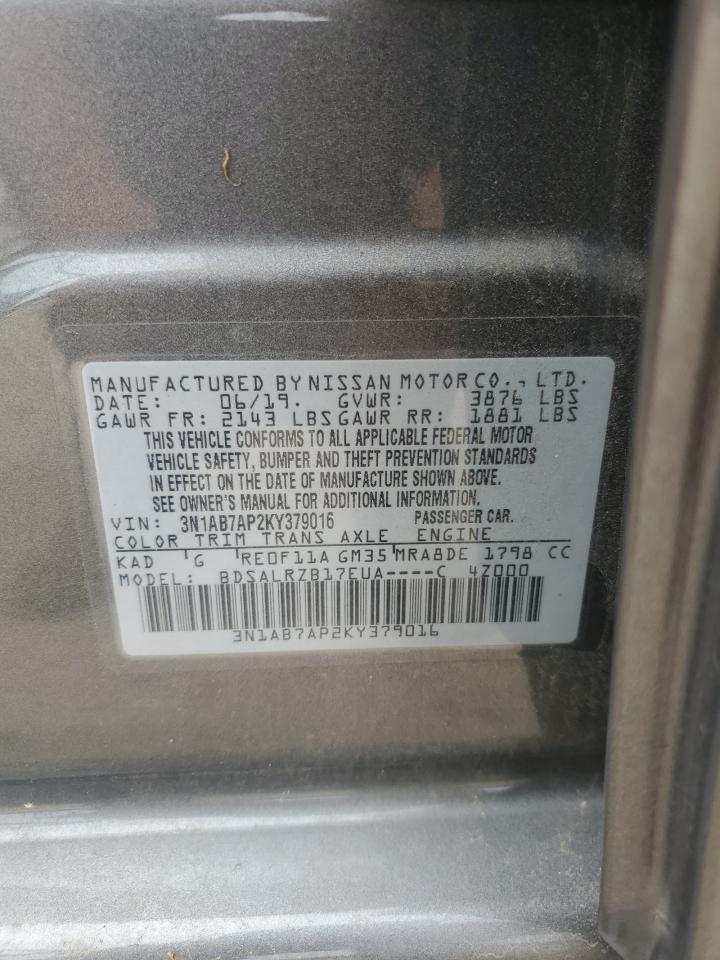 MANUFACTURED BY NISSAN MOTOR CO., LTD.
DATE: 06/19. GVWR: 3876 LBS
GAWR FR: 2143 LBS GAWR RR: 1881 LBS
THIS VEHICLE CONFORMS TO ALL APPLICABLE FEDERAL MOTOR
VEHICLE SAFETY, BUMPER AND THEFT PREVENTION STANDARDS
IN EFFECT ON THE DATE OF MANUFACTURE SHOWN ABOVE.
SEE OWNER'S MANUAL FOR ADDITIONAL INFORMATION.
VIN: 3N1AB7AP2KY379016 PASSENGER CAR.
COLOR TRIM TRANS AXLE ENGINE
KAD G RE0F11A GM35 MRA8DE 1798 CC
MODEL: BDSALRZB17EUA----C 4Z000
3N1AB7AP2KY379016